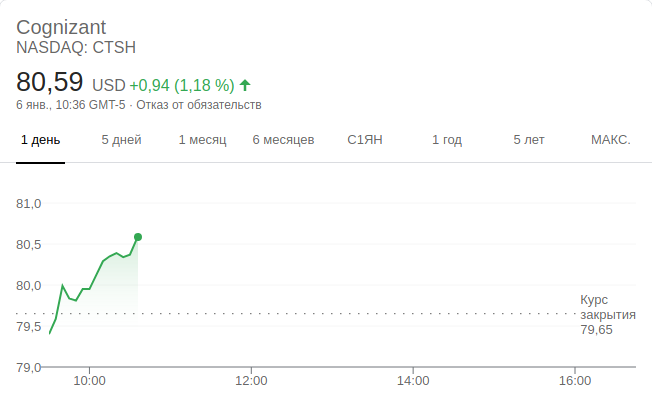 Cognizant
NASDAQ: CTSH
80,59 USD +0,94 (1,18 %)
6 янв., 10:36 GMT-5 · Отказ от обязательств
1 день 5 дней 1 месяц 6 месяцев С1ЯН 1 год 5 лет МАКС.
81,0
80,5
80,0
79,5
79,0
Курс
закрытия
79,65
10:00 12:00 14:00 16:00